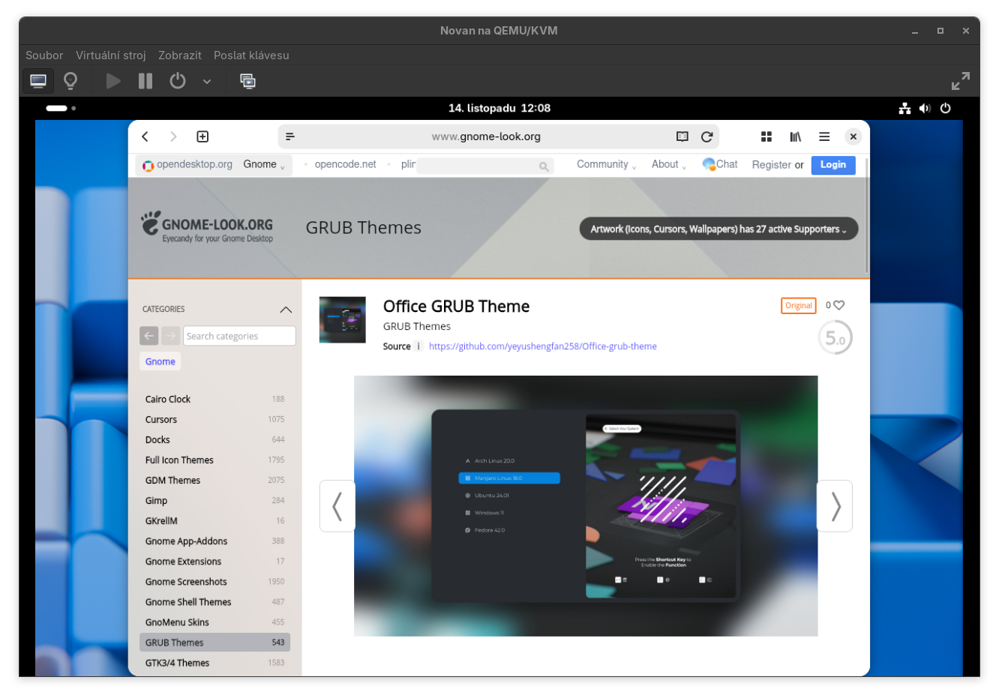 Novan na QEMU/KVM
Soubor Virtuální stroj Zobrazit Poslat klávesu
14. listopadu 12:08
www.gnome-look.org
opendesktop.org Gnome opencode.net plin Community About Chat Register or Login
GNOME-LOOK.ORG
Eyecandy for your Gnome Desktop
GRUB Themes
Artwork (Icons, Cursors, Wallpapers) has 27 active Supporters
CATEGORIES
Search categories
Gnome
Cairo Clock 188
Cursors 1075
Docks 644
Full Icon Themes 1795
GDM Themes 2075
Gimp 284
GKrellM 16
Gnome App-Addons 388
Gnome Extensions 17
Gnome Screenshots 1950
Gnome Shell Themes 487
GnoMenu Skins 455
GRUB Themes 543
GTK3/4 Themes 1583
Office GRUB Theme
GRUB Themes
Source i https://github.com/yeyushengfan258/Office-grub-theme
Original 0
5.0
Select Your System
Arch Linux 20.0
Manjaro Linux 18.0
Ubuntu 24.01
Windows 11
Fedora 42.0
Press the Shortcut Key to
Enable the Function